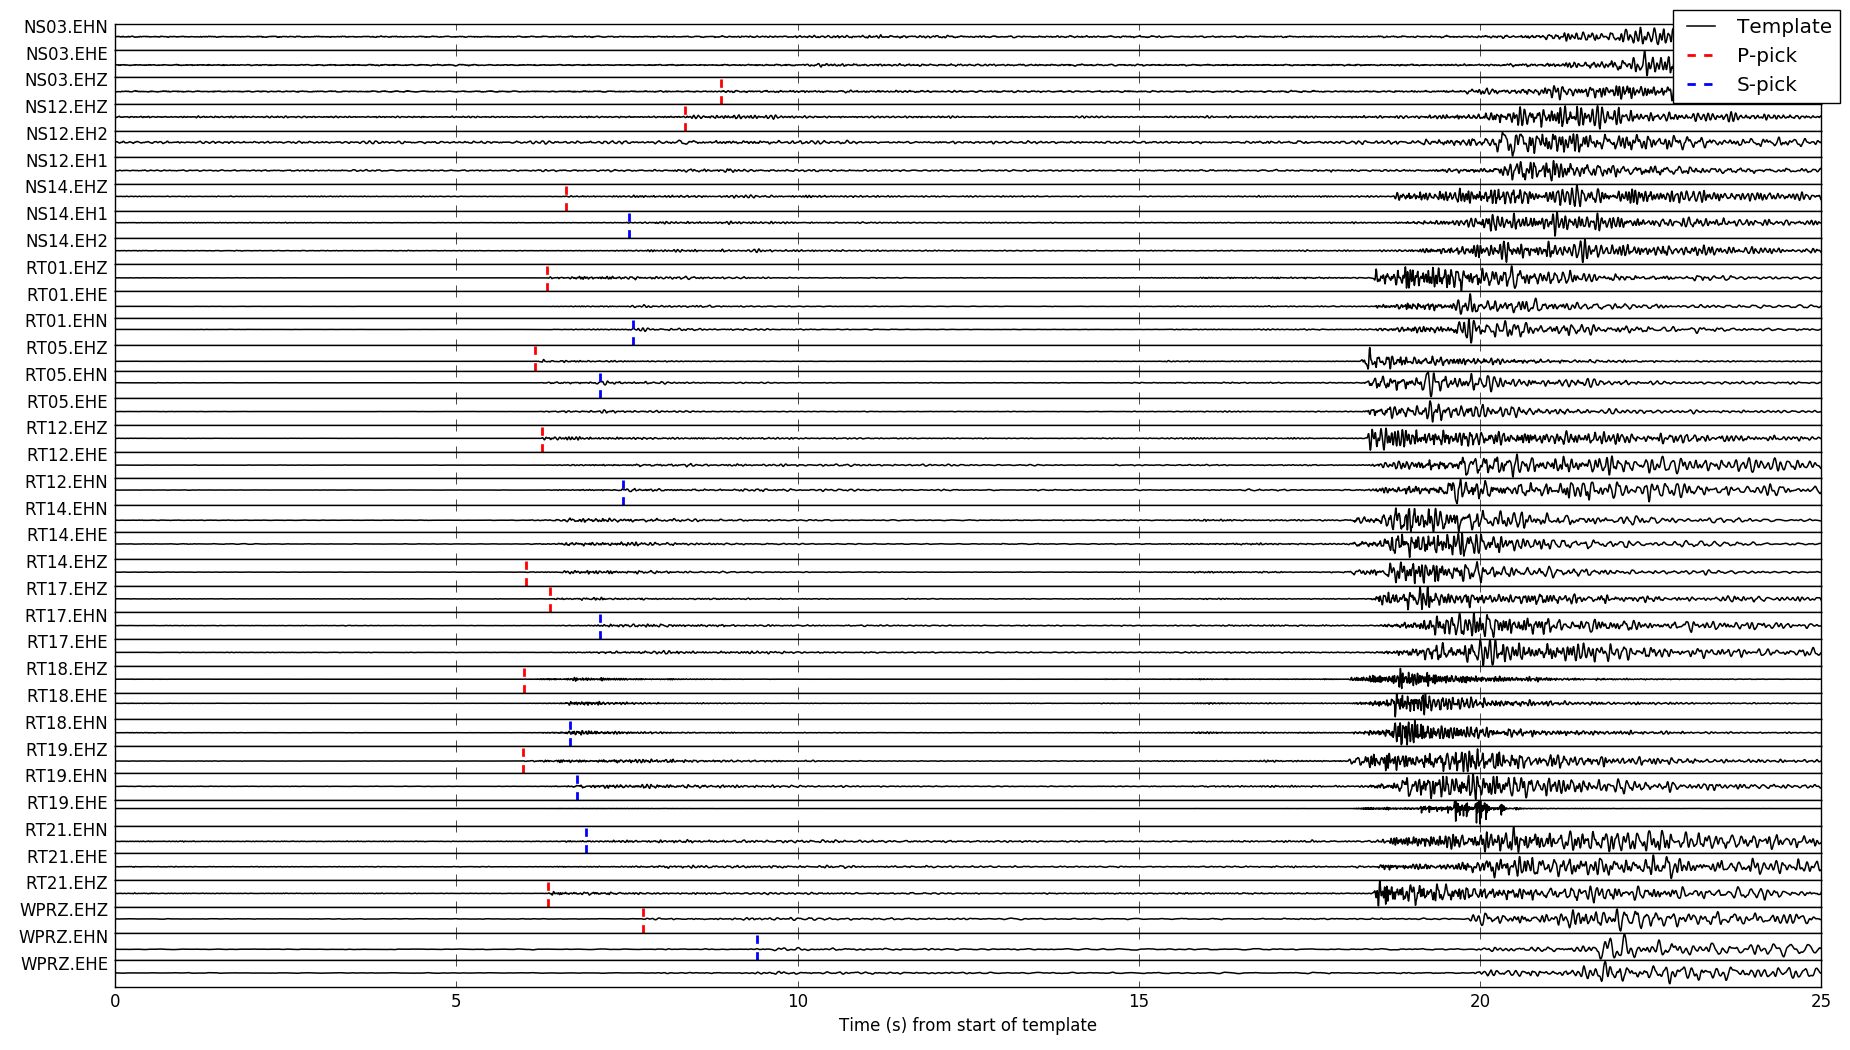 NS03.EHN
NS03.EHE
NS03.EHZ
NS12.EHZ
NS12.EH2
NS12.EH1
NS14.EHZ
NS14.EH1
NS14.EH2
RT01.EHZ
RT01.EHE
RT01.EHN
RT05.EHZ
RT05.EHN
RT05.EHE
RT12.EHZ
RT12.EHE
RT12.EHN
RT14.EHN
RT14.EHE
RT14.EHZ
RT17.EHZ
RT17.EHN
RT17.EHE
RT18.EHZ
RT18.EHE
RT18.EHN
RT19.EHZ
RT19.EHN
RT19.EHE
RT21.EHN
RT21.EHE
RT21.EHZ
WPRZ.EHZ
WPRZ.EHN
WPRZ.EHE
Template
P-pick
S-pick
0 5 10 15 20 25
Time (s) from start of template